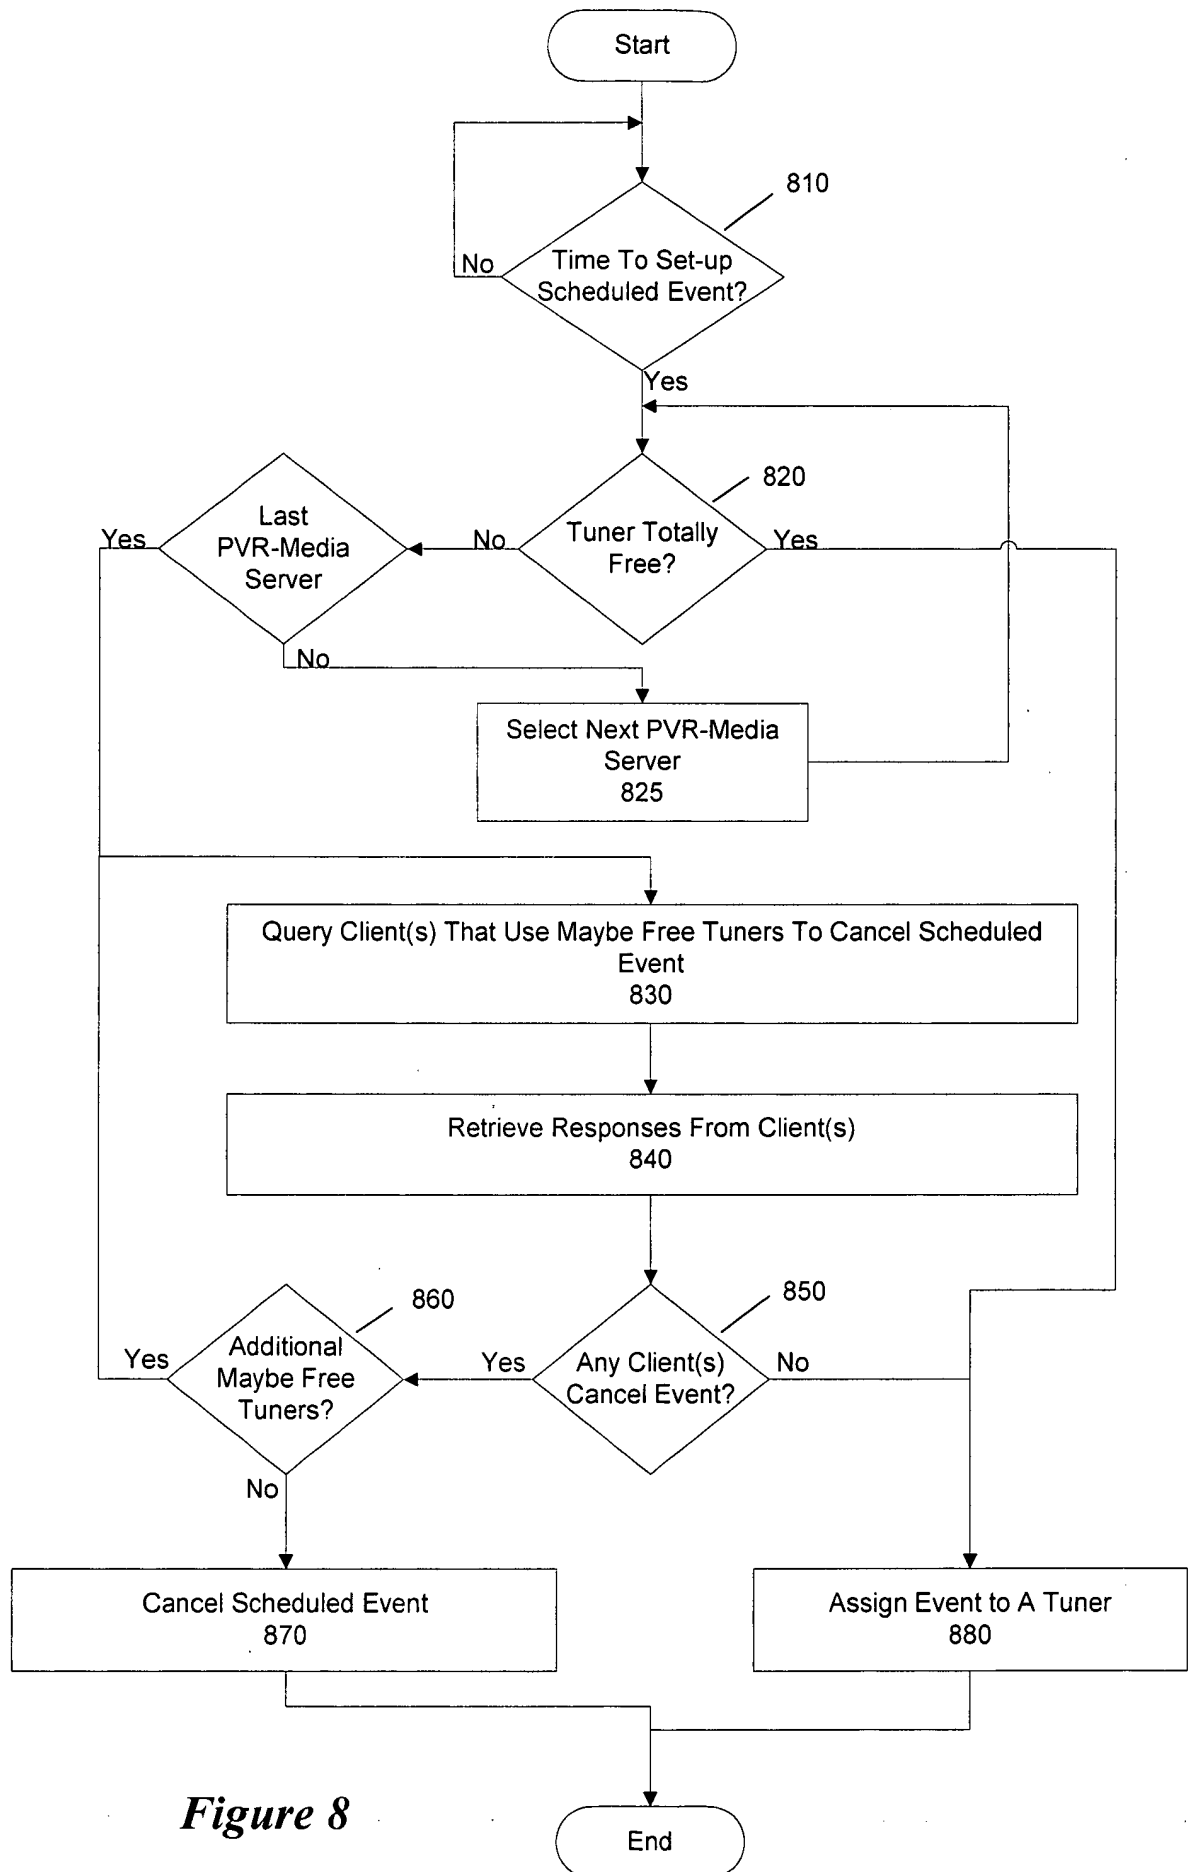 Start
810
Time To Set-up
Scheduled Event?
No
Yes
820
Last
PVR-Media
Server
Tuner Totally
Free?
Yes
No
Yes
No
Select Next PVR-Media
Server
825
Query Client(s) That Use Maybe Free Tuners To Cancel Scheduled
Event
830
Retrieve Responses From Client(s)
840
860
850
Additional
Maybe Free
Tuners?
Any Client(s)
Cancel Event?
Yes
Yes
No
No
Cancel Scheduled Event
870
Assign Event to A Tuner
880
Figure 8
End